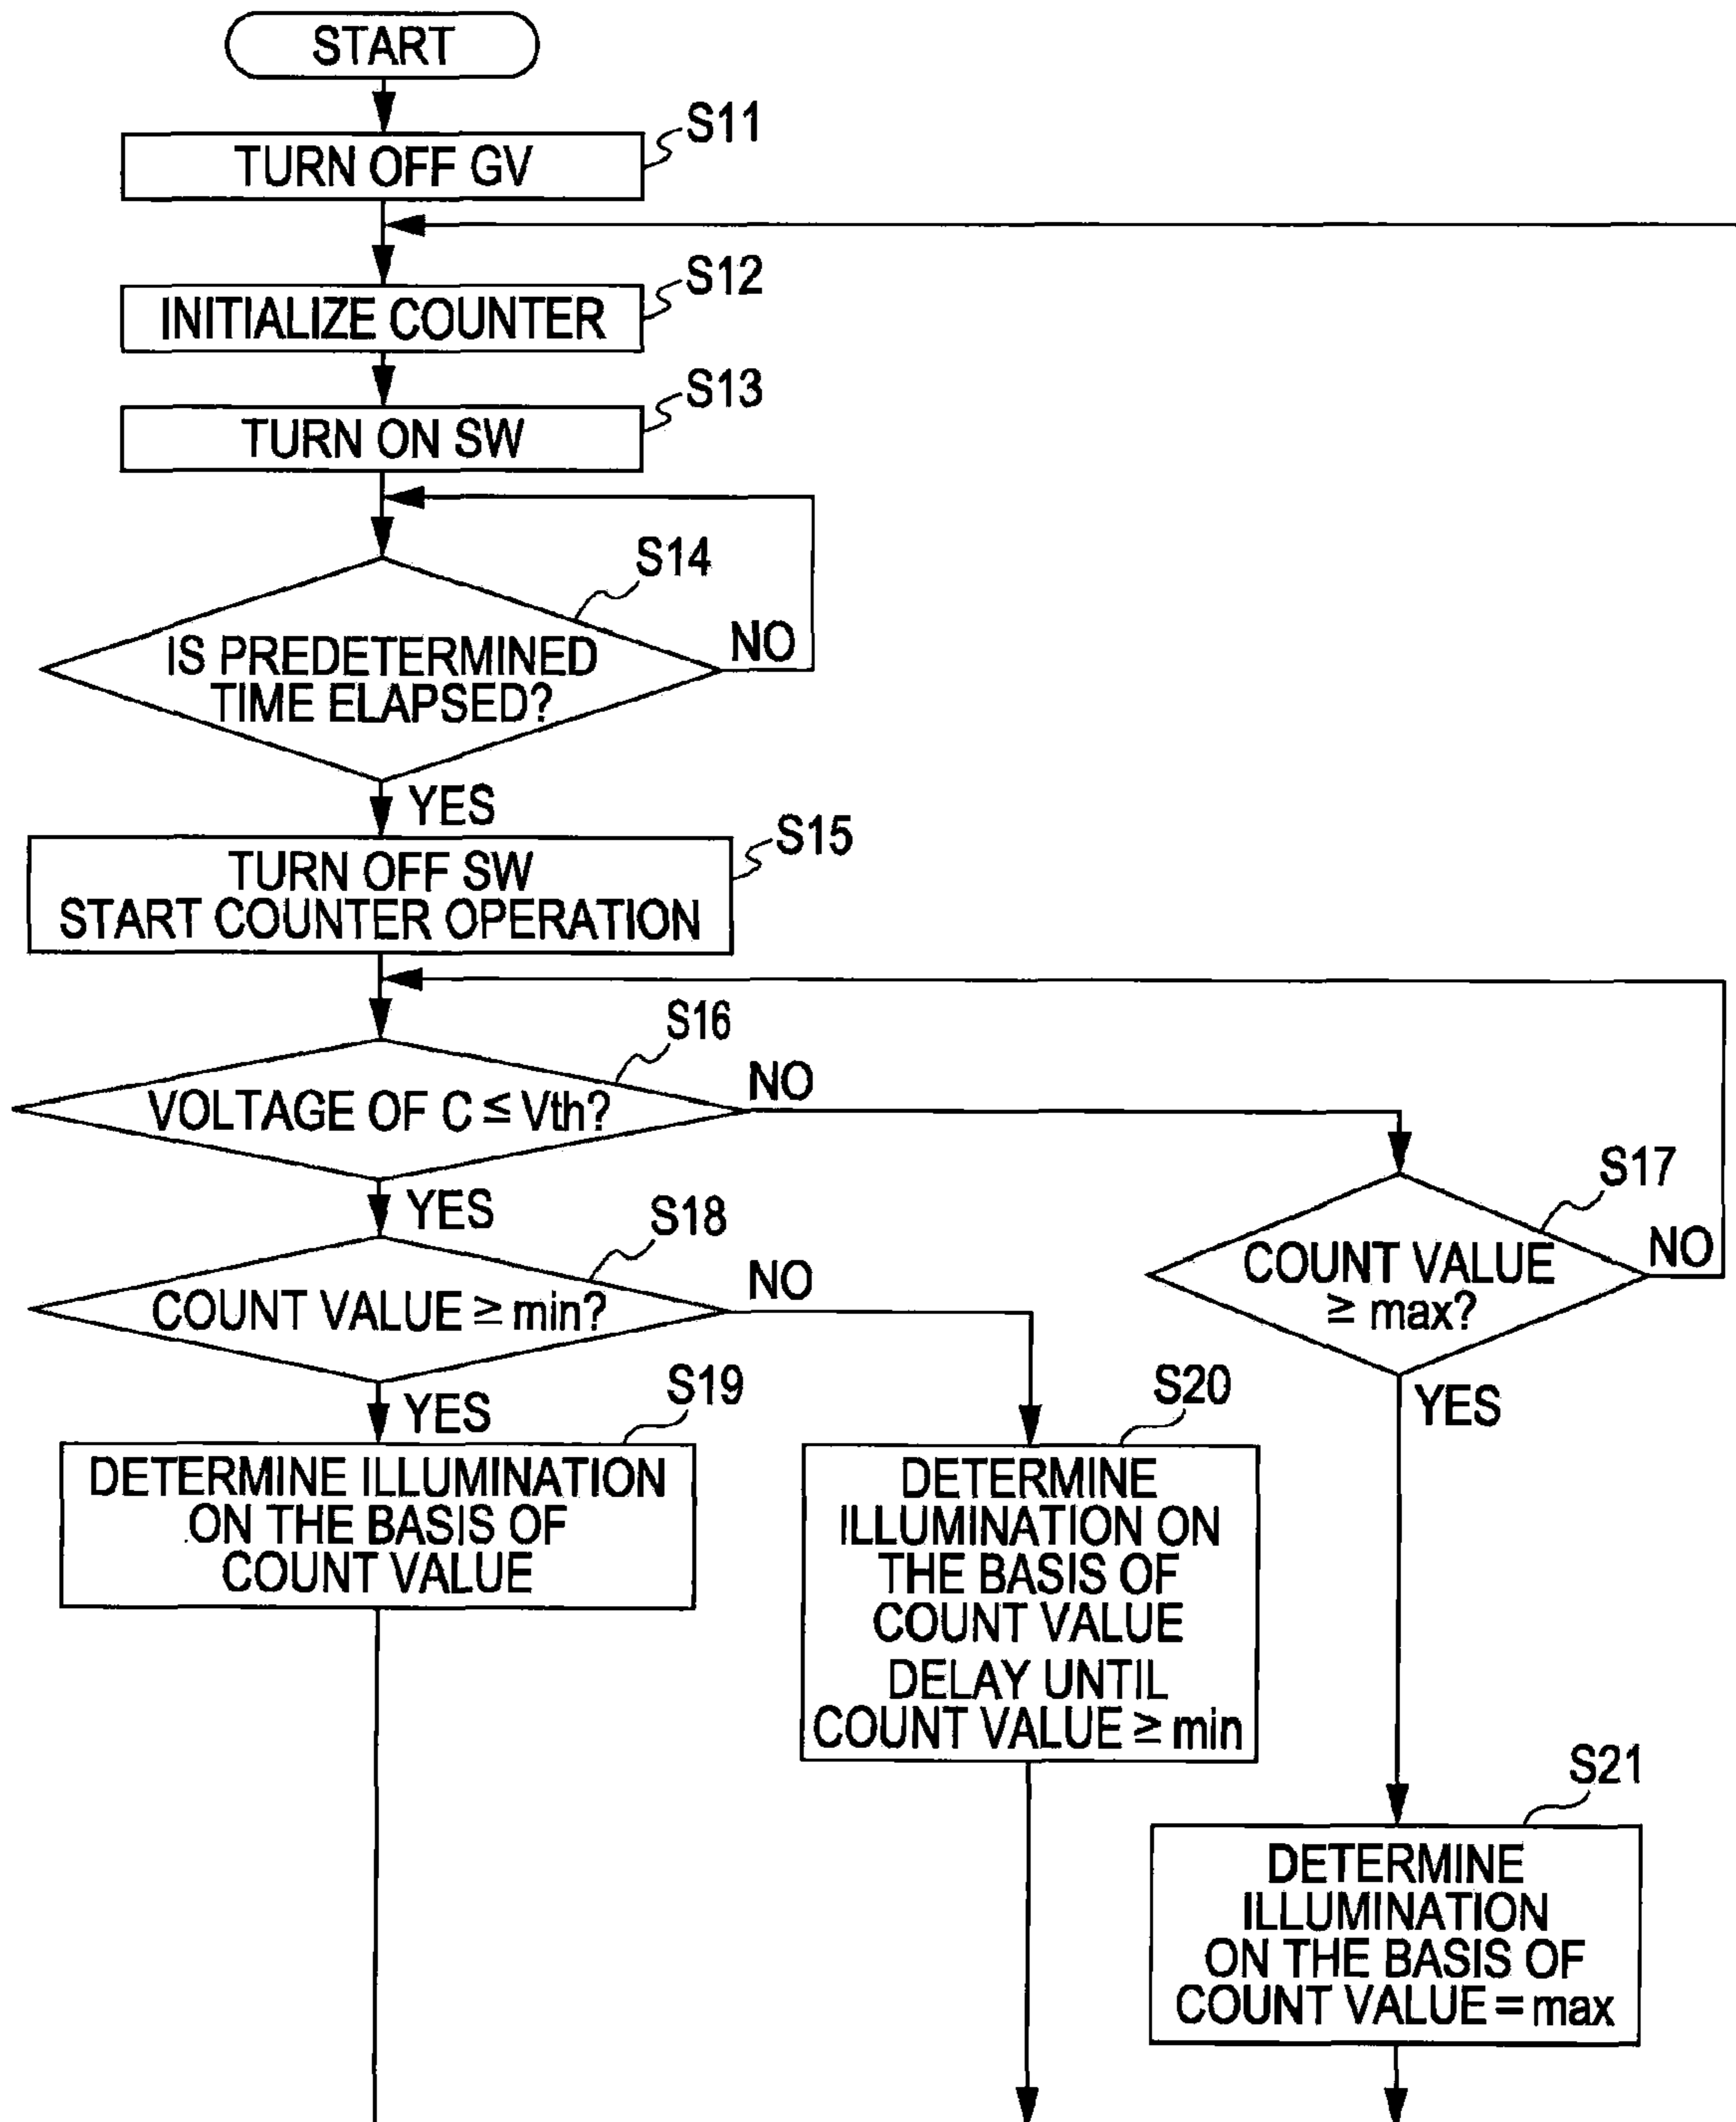 START
S11
TURN OFF GV
S12
INITIALIZE COUNTER
S13
TURN ON SW
S14
IS PREDETERMINED
TIME ELAPSED?
NO
YES
S15
TURN OFF SW
START COUNTER OPERATION
S16
VOLTAGE OF C ≤ Vth?
NO
YES
S17
COUNT VALUE
≥ max?
NO
YES
S18
COUNT VALUE ≥ min?
NO
YES
S19
DETERMINE ILLUMINATION
ON THE BASIS OF
COUNT VALUE
S20
DETERMINE
ILLUMINATION ON
THE BASIS OF
COUNT VALUE
DELAY UNTIL
COUNT VALUE ≥ min
S21
DETERMINE
ILLUMINATION
ON THE BASIS OF
COUNT VALUE = max